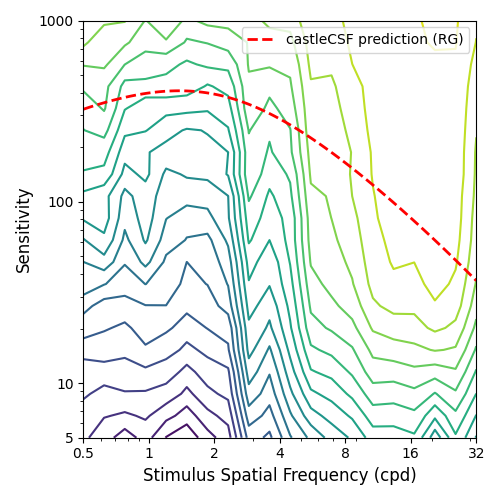 1000
castleCSF prediction (RG)
Sensitivity
100
10
5
0.5 1 2 4 8 16 32
Stimulus Spatial Frequency (cpd)